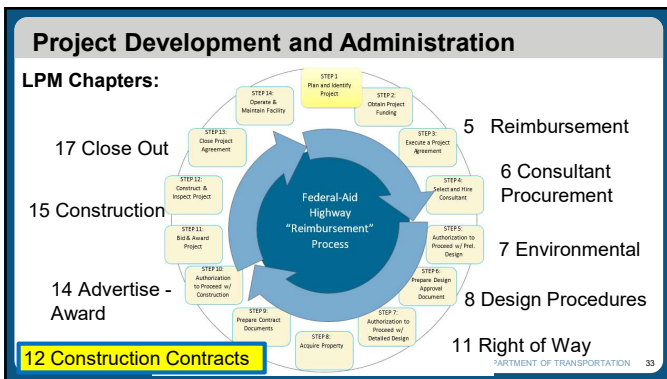 Project Development and Administration
LPM Chapters:
STEP 1
Plan and Identify
Project
STEP 2:
Obtain Project
Funding
STEP 3:
Execute a Project
Agreement
STEP 4:
Select and Hire
Consultant
STEP 5:
Authorization to
Proceed w/ Prel.
Design
STEP 6:
Prepare Design
Approval
Document
STEP 7:
Authorization to
Proceed w/
Detailed Design
STEP 8:
Acquire Property
STEP 9:
Prepare Contract
Documents
STEP 10:
Authorization
to Proceed w/
Construction
STEP 11:
Bid & Award
Project
STEP 12:
Construct &
Inspect Project
STEP 13:
Close Project
Agreement
STEP 14:
Operate &
Maintain Facility
Federal-Aid
Highway
“Reimbursement”
Process
5 Reimbursement
6 Consultant
Procurement
7 Environmental
8 Design Procedures
11 Right of Way
12 Construction Contracts
14 Advertise -
Award
15 Construction
17 Close Out
PARTMENT OF TRANSPORTATION 33